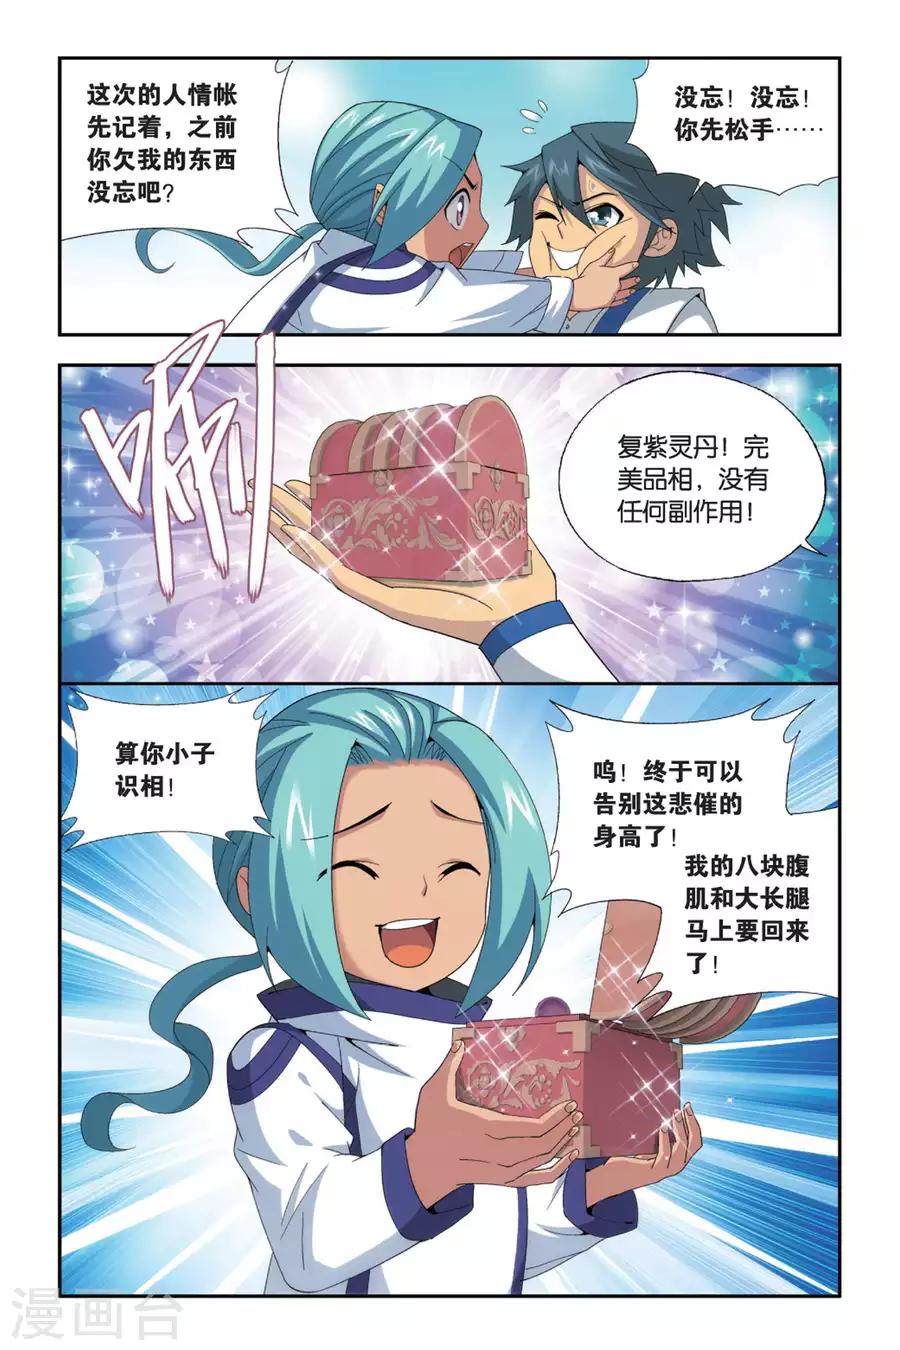 这次的人情帐
先记着，之前
你欠我的东西
没忘吧？
没忘！没忘！
你先松手……
唰
复紫灵丹！完
美品相，没有
任何副作用！
算你小子
识相！
呜！终于可以
告别这悲催的
身高了！
我的八块腹
肌和大长腿
马上要回来
了！
漫画台